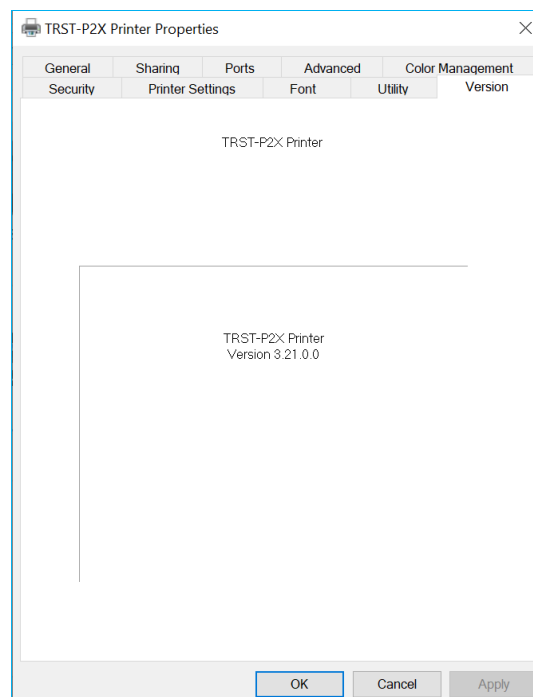 TRST-P2X Printer Properties
General Sharing Ports Advanced Color Management
Security Printer Settings Font Utility Version
TRST-P2X Printer
TRST-P2X Printer
Version 3.21.0.0
OK Cancel Apply